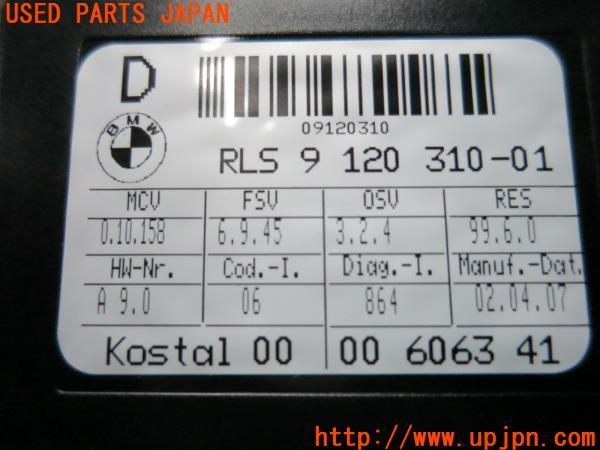 USED PARTS JAPAN
D
BMW
09120310
RLS 9 120 310-01
MCV FSV OSV RES
0.10.158 6.9.45 3.2.4 99.6.0
HW-Nr. Cod.-I. Diag.-I. Manuf.-Dat.
A 9.0 06 864 02.04.07
Kostal 00 00 6063 41
UPJ http://www.upjpn.com